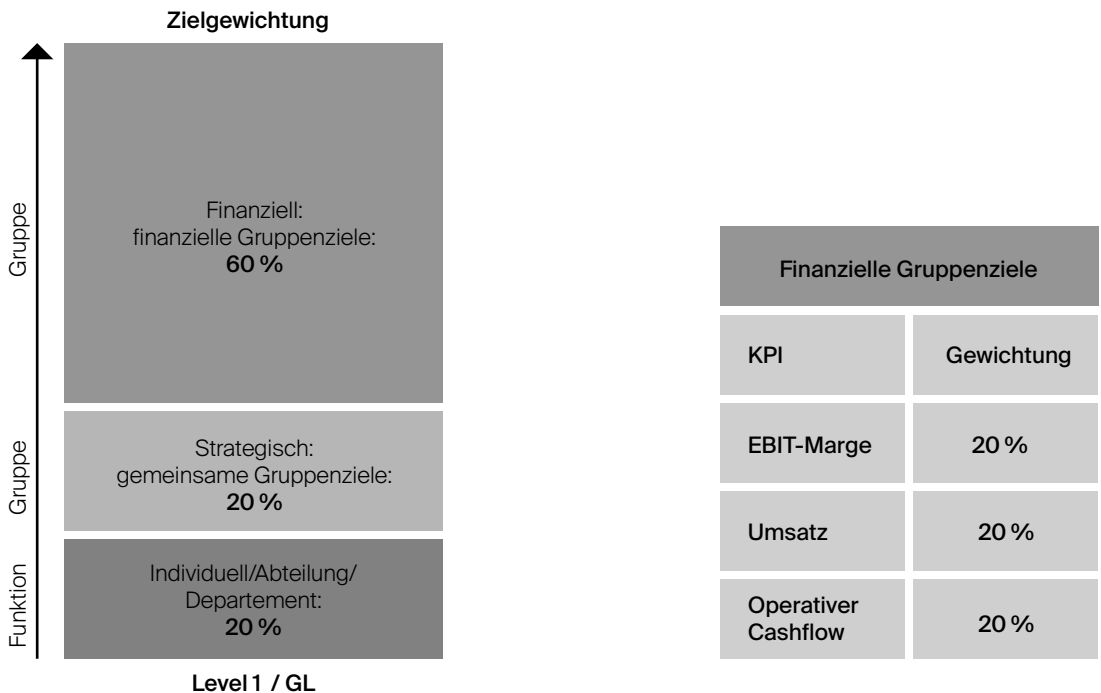 Zielgewichtung
Gruppe
Finanziell:
finanzielle Gruppenziele:
60 %
Gruppe
Strategisch:
gemeinsame Gruppenziele:
20 %
Funktion
Individuell/Abteilung/
Departement:
20 %
Level 1 / GL
Finanzielle Gruppenziele
KPI Gewichtung
EBIT-Marge 20 %
Umsatz 20 %
Operativer
Cashflow 20 %